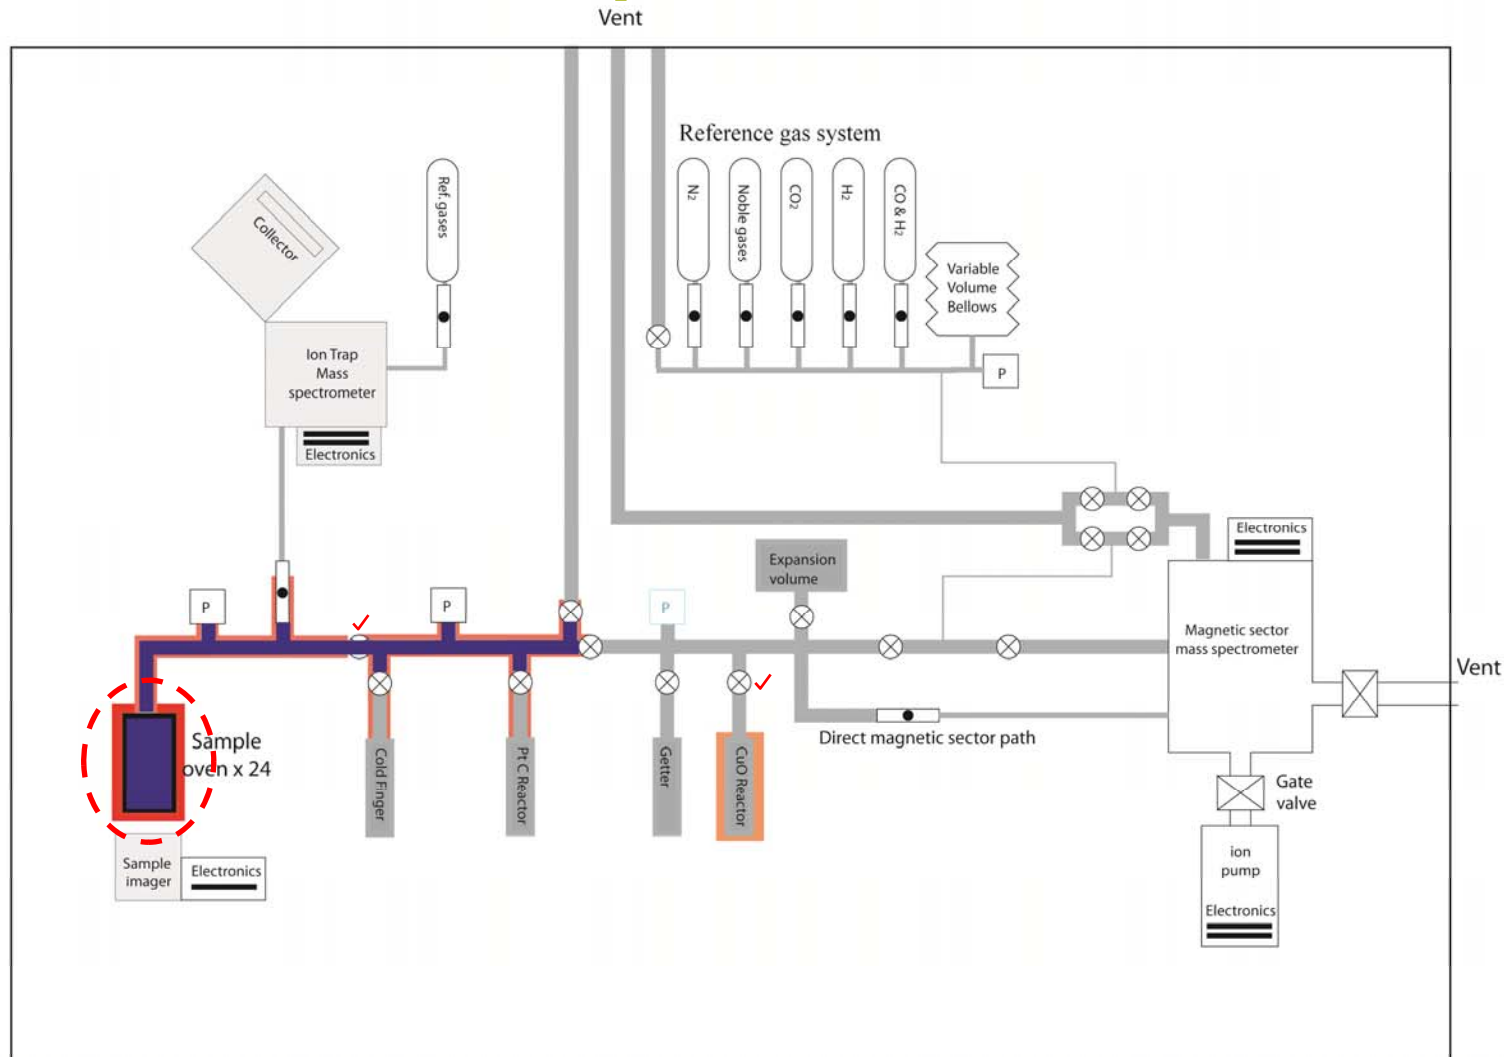 Vent
Reference gas system
Ref. gases
N2
Noble gases
CO2
H2
CO & H2
Collector
Variable
Volume
Bellows
P
Ion Trap
Mass
spectrometer
Electronics
Electronics
Expansion
volume
P
P
P
Magnetic sector
mass spectrometer
Vent
Sample
oven x 24
Cold Finger
Pt C Reactor
Getter
CuO Reactor
Direct magnetic sector path
Gate
valve
Sample
imager
Electronics
ion
pump
Electronics